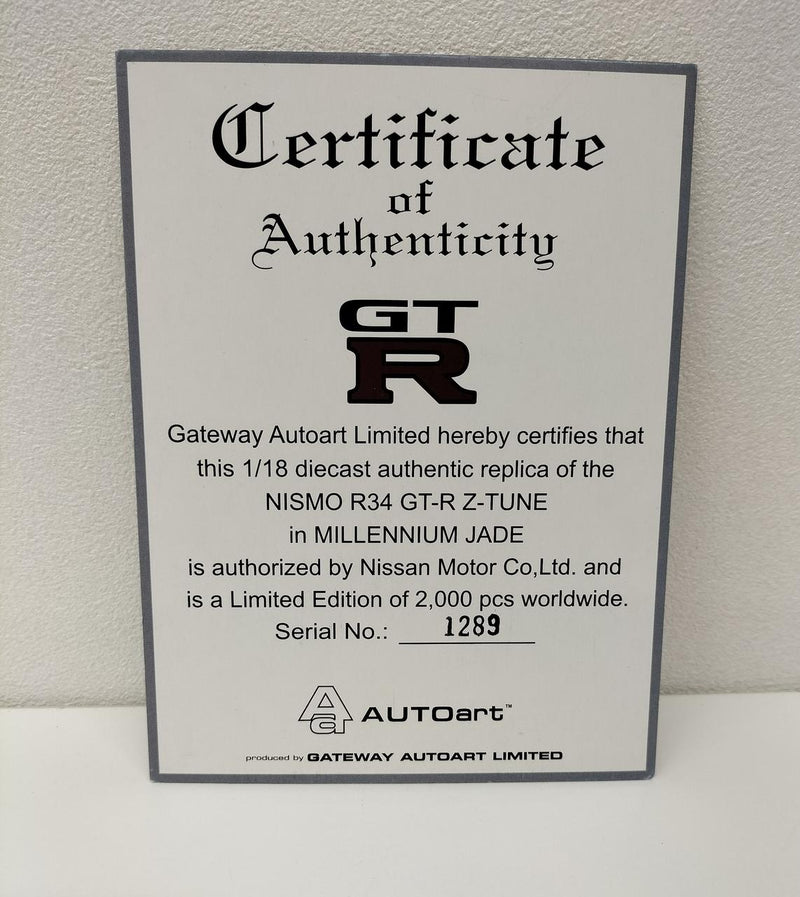 Certificate
of
Authenticity
GT
R
Gateway Autoart Limited hereby certifies that
this 1/18 diecast authentic replica of the
NISMO R34 GT-R Z-TUNE
in MILLENNIUM JADE
is authorized by Nissan Motor Co,Ltd. and
is a Limited Edition of 2,000 pcs worldwide.
Serial No.: 1289
AUTOart™
produced by GATEWAY AUTOART LIMITED